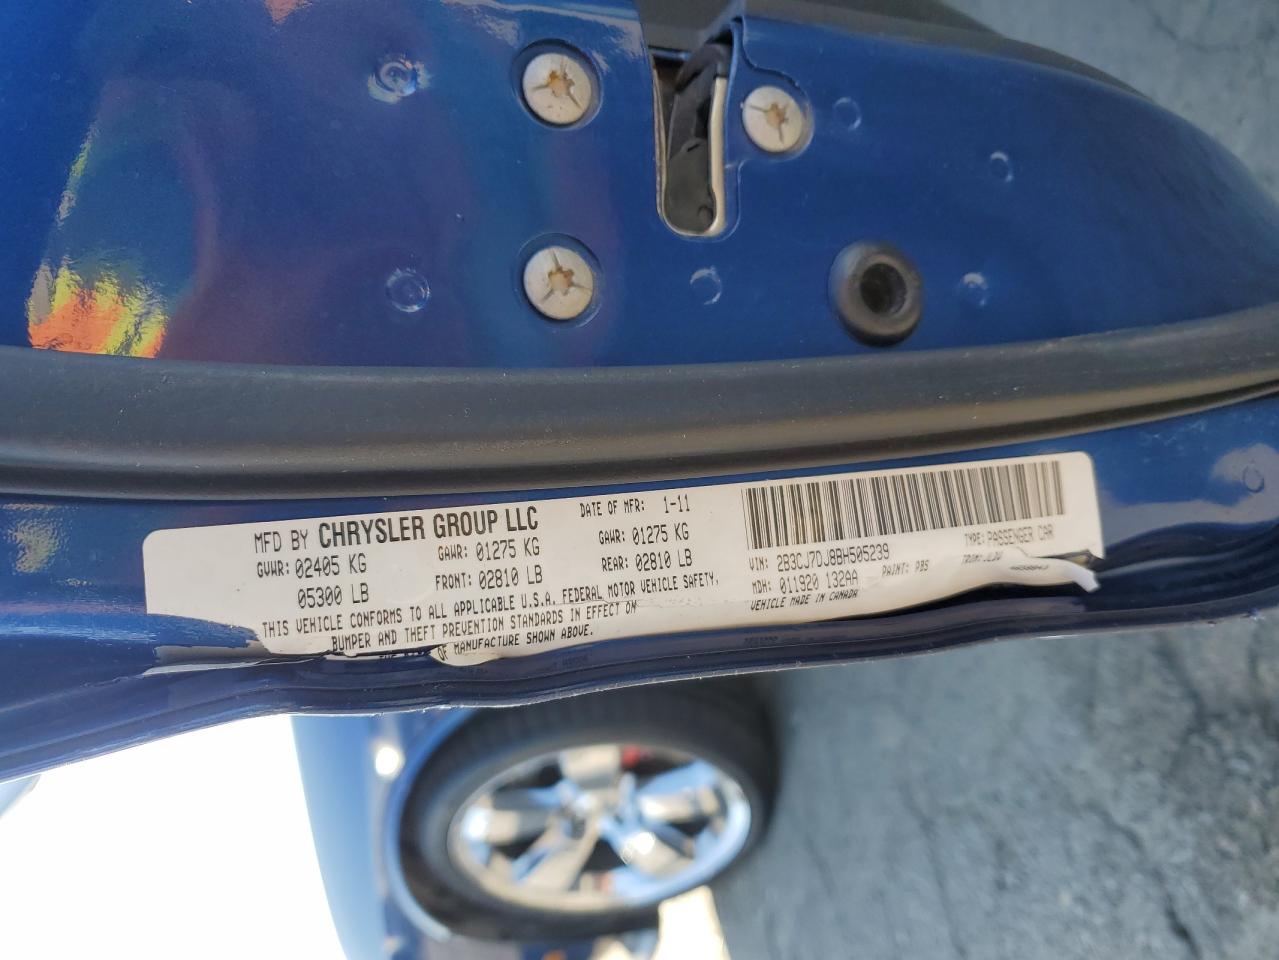 MFD BY CHRYSLER GROUP LLC DATE OF MFR: 1-11
GVWR: 02405 KG GAWR: 01275 KG GAWR: 01275 KG
05300 LB FRONT: 02810 LB REAR: 02810 LB
THIS VEHICLE CONFORMS TO ALL APPLICABLE U.S.A. FEDERAL MOTOR VEHICLE SAFETY,
BUMPER AND THEFT PREVENTION STANDARDS IN EFFECT ON
OF MANUFACTURE SHOWN ABOVE.
VIN: 2B3CJ7DJ8BH505239 TYPE: PASSENGER CAR
MDH: 011920 132AA PAINT: PBS TRIM:
VEHICLE MADE IN CANADA